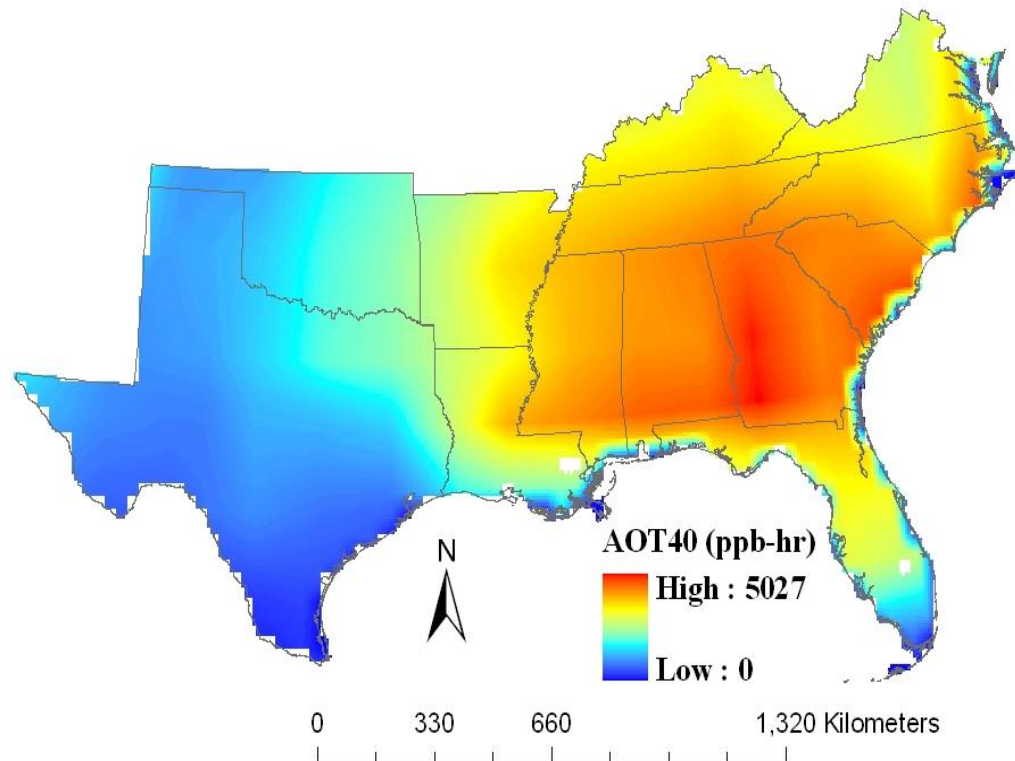 N
AOT40 (ppb-hr)
High : 5027
Low : 0
0 330 660 1,320 Kilometers